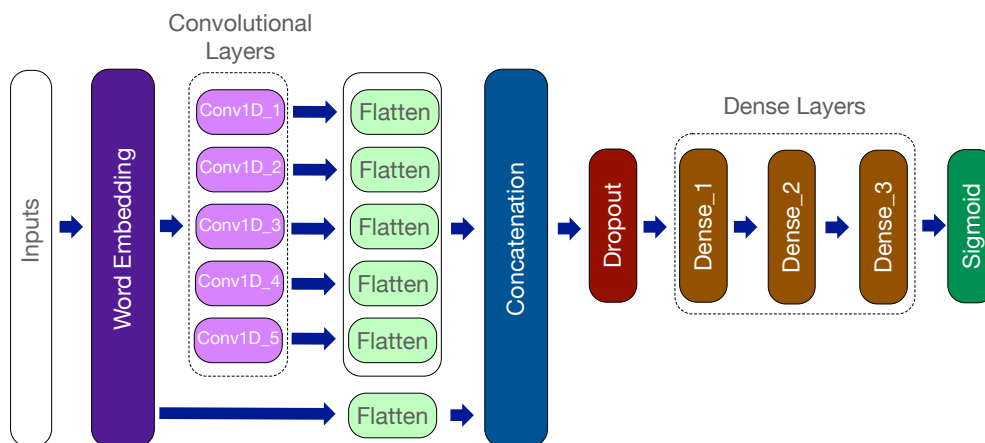 Convolutional
Layers
Inputs
Word Embedding
Conv1D_1
Flatten
Conv1D_2
Flatten
Conv1D_3
Flatten
Conv1D_4
Flatten
Conv1D_5
Flatten
Flatten
Concatenation
Dropout
Dense Layers
Dense_1
Dense_2
Dense_3
Sigmoid